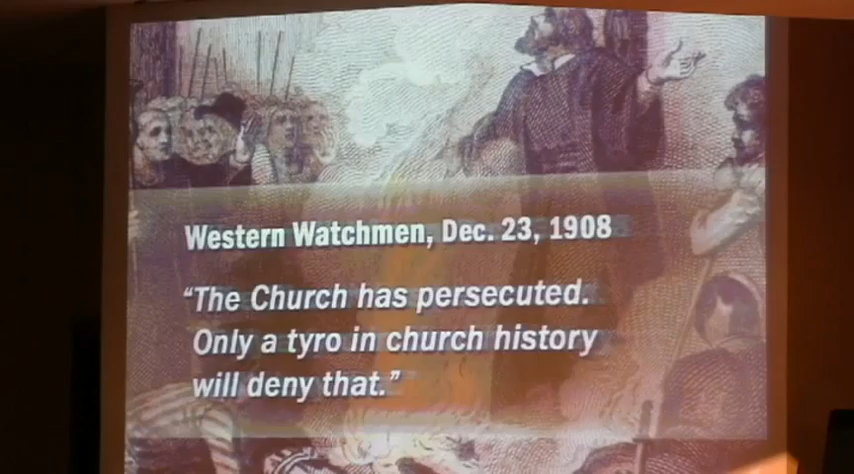 Western Watchmen, Dec. 23, 1908
“The Church has persecuted.
Only a tyro in church history
will deny that.”